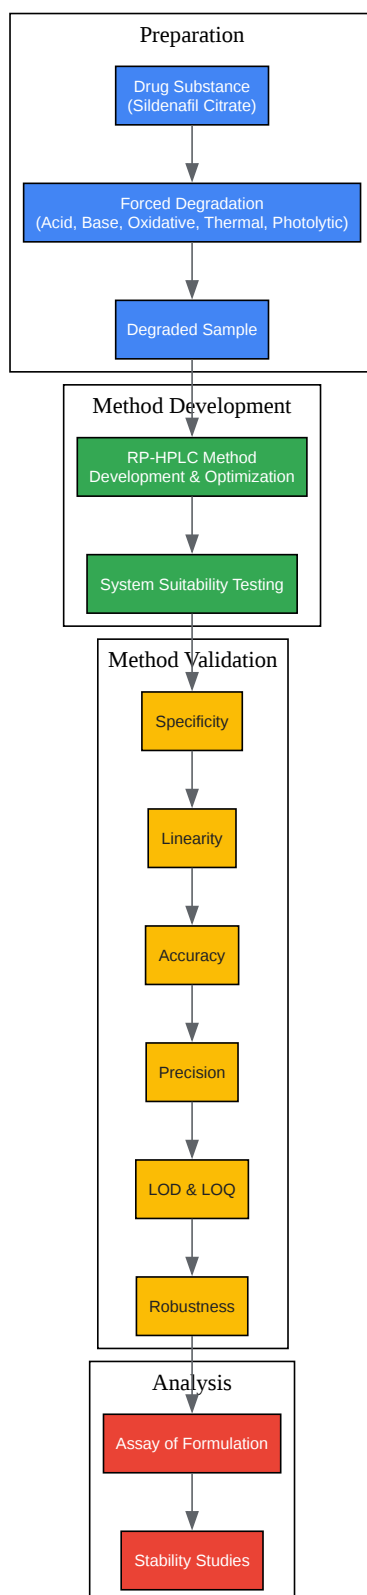 Preparation
Drug Substance
(Sildenafil Citrate)
Forced Degradation
(Acid, Base, Oxidative, Thermal, Photolytic)
Degraded Sample
Method Development
RP-HPLC Method
Development & Optimization
System Suitability Testing
Method Validation
Specificity
Linearity
Accuracy
Precision
LOD & LOQ
Robustness
Analysis
Assay of Formulation
Stability Studies